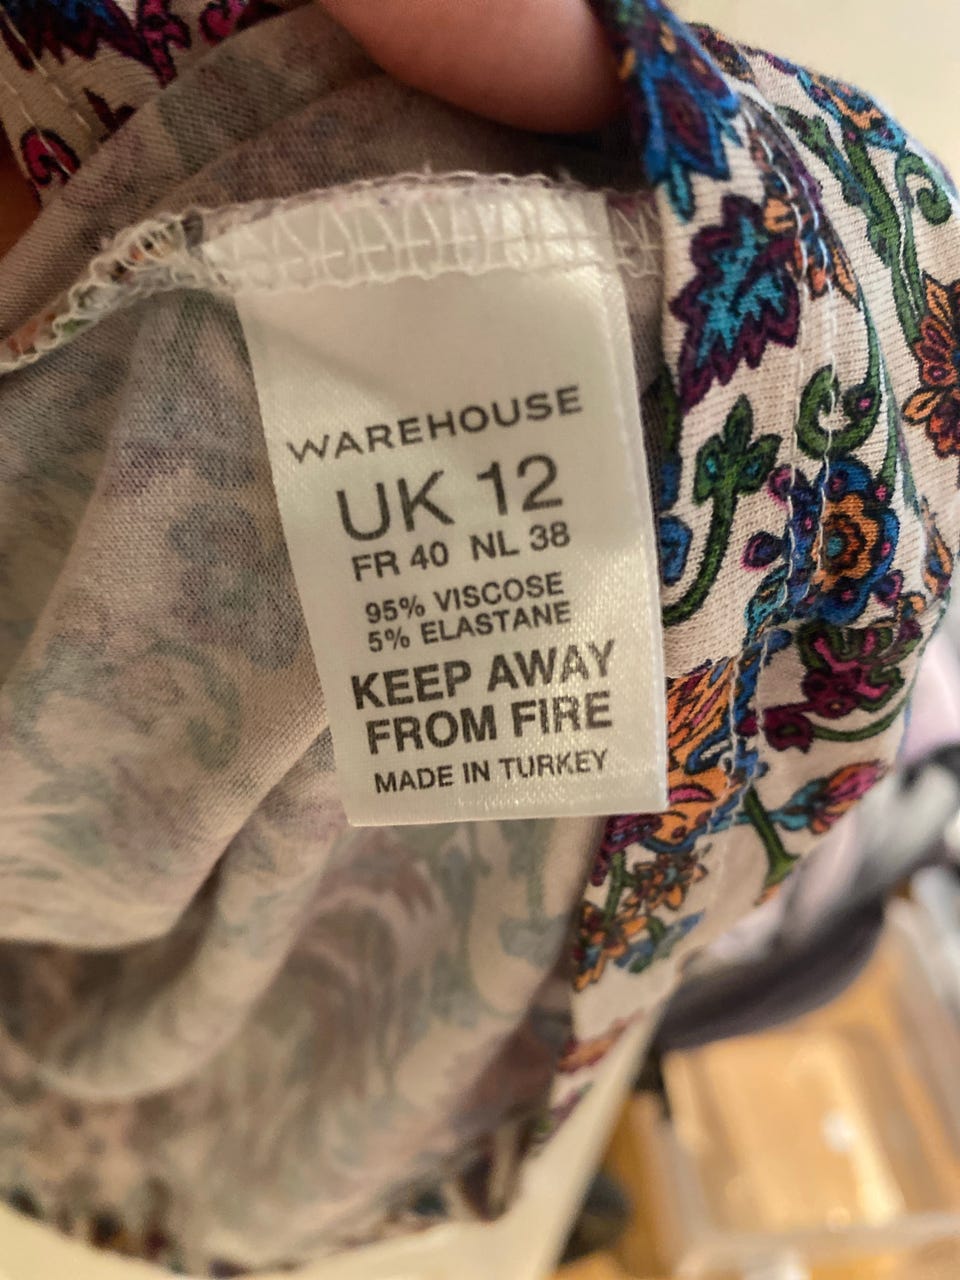 WAREHOUSE
UK 12
FR 40 NL 38
95% VISCOSE
5% ELASTANE
KEEP AWAY
FROM FIRE
MADE IN TURKEY